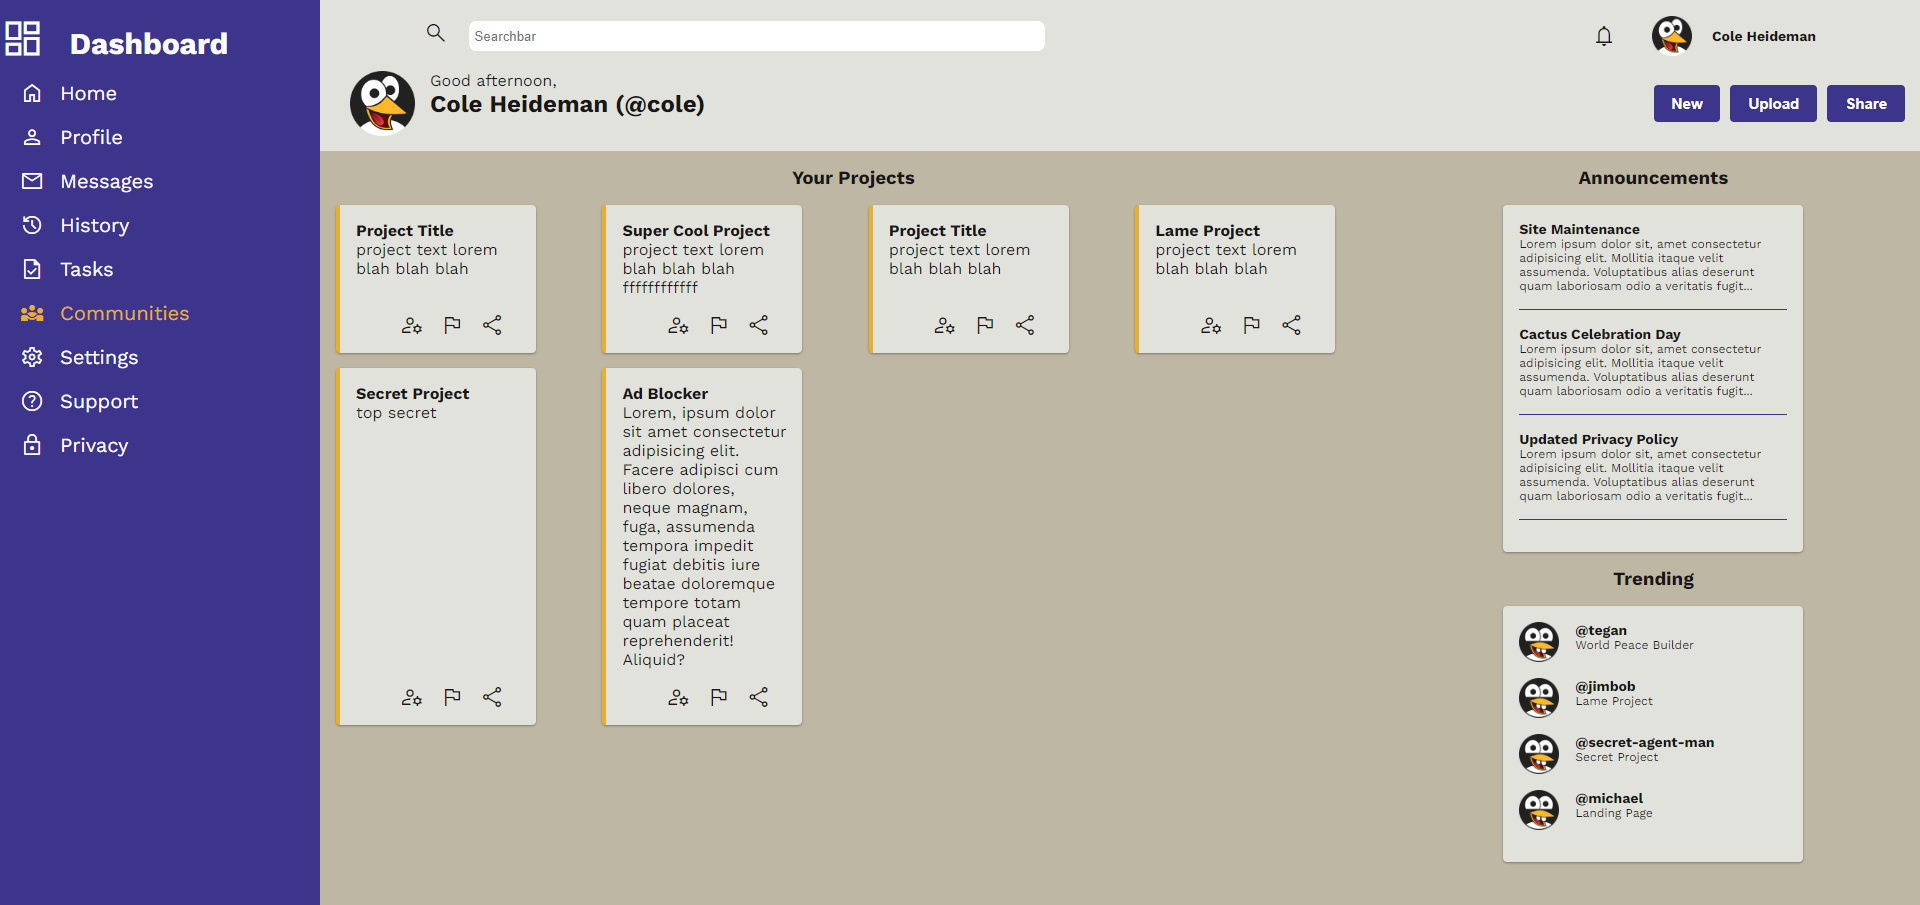 Dashboard
Home
Profile
Messages
History
Tasks
Communities
Settings
Support
Privacy
Searchbar
Cole Heideman
Good afternoon,
Cole Heideman (@cole)
New
Upload
Share
Your Projects
Project Title
project text lorem
blah blah blah
Super Cool Project
project text lorem
blah blah blah
ffffffffffff
Project Title
project text lorem
blah blah blah
Lame Project
project text lorem
blah blah blah
Secret Project
top secret
Ad Blocker
Lorem, ipsum dolor
sit amet consectetur
adipisicing elit.
Facere adipisci cum
libero dolores,
neque magnam,
fuga, assumenda
tempora impedit
fugiat debitis iure
beatae doloremque
tempore totam
quam placeat
reprehenderit!
Aliquid?
Announcements
Site Maintenance
Lorem ipsum dolor sit, amet consectetur
adipisicing elit. Mollitia itaque velit
assumenda. Voluptatibus alias deserunt
quam laboriosam odio a veritatis fugit...
Cactus Celebration Day
Lorem ipsum dolor sit, amet consectetur
adipisicing elit. Mollitia itaque velit
assumenda. Voluptatibus alias deserunt
quam laboriosam odio a veritatis fugit...
Updated Privacy Policy
Lorem ipsum dolor sit, amet consectetur
adipisicing elit. Mollitia itaque velit
assumenda. Voluptatibus alias deserunt
quam laboriosam odio a veritatis fugit...
Trending
@tegan
World Peace Builder
@jimbob
Lame Project
@secret-agent-man
Secret Project
@michael
Landing Page